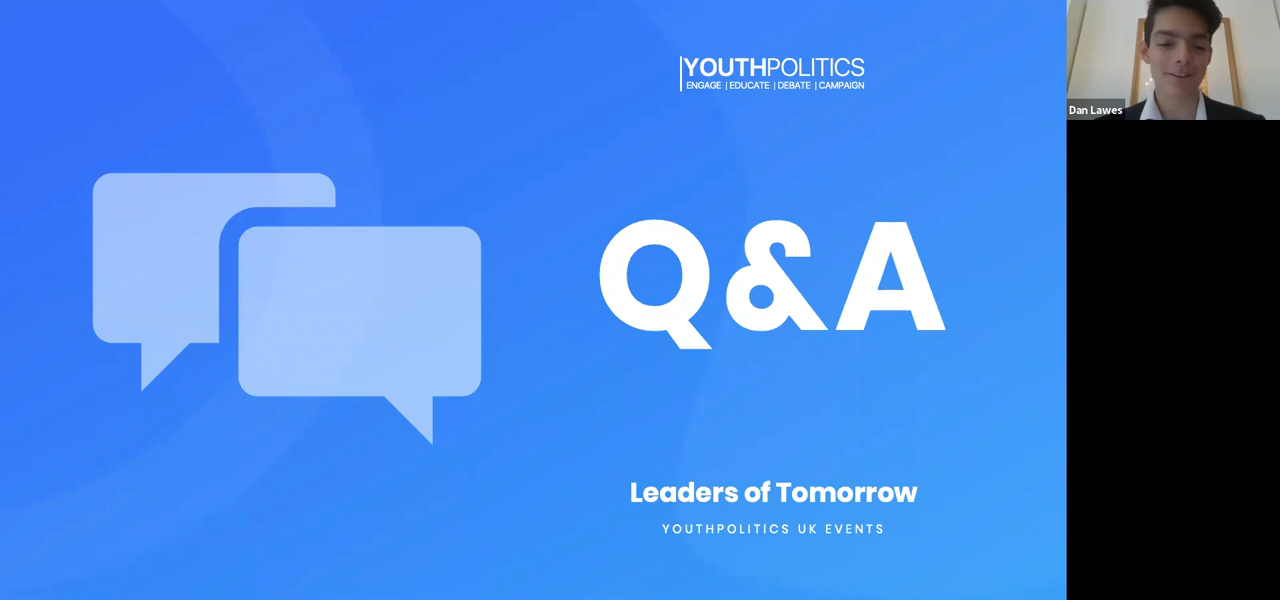 YOUTHPOLITICS
ENGAGE | EDUCATE | DEBATE | CAMPAIGN
Dan Lawes
Q&A
Leaders of Tomorrow
YOUTHPOLITICS UK EVENTS